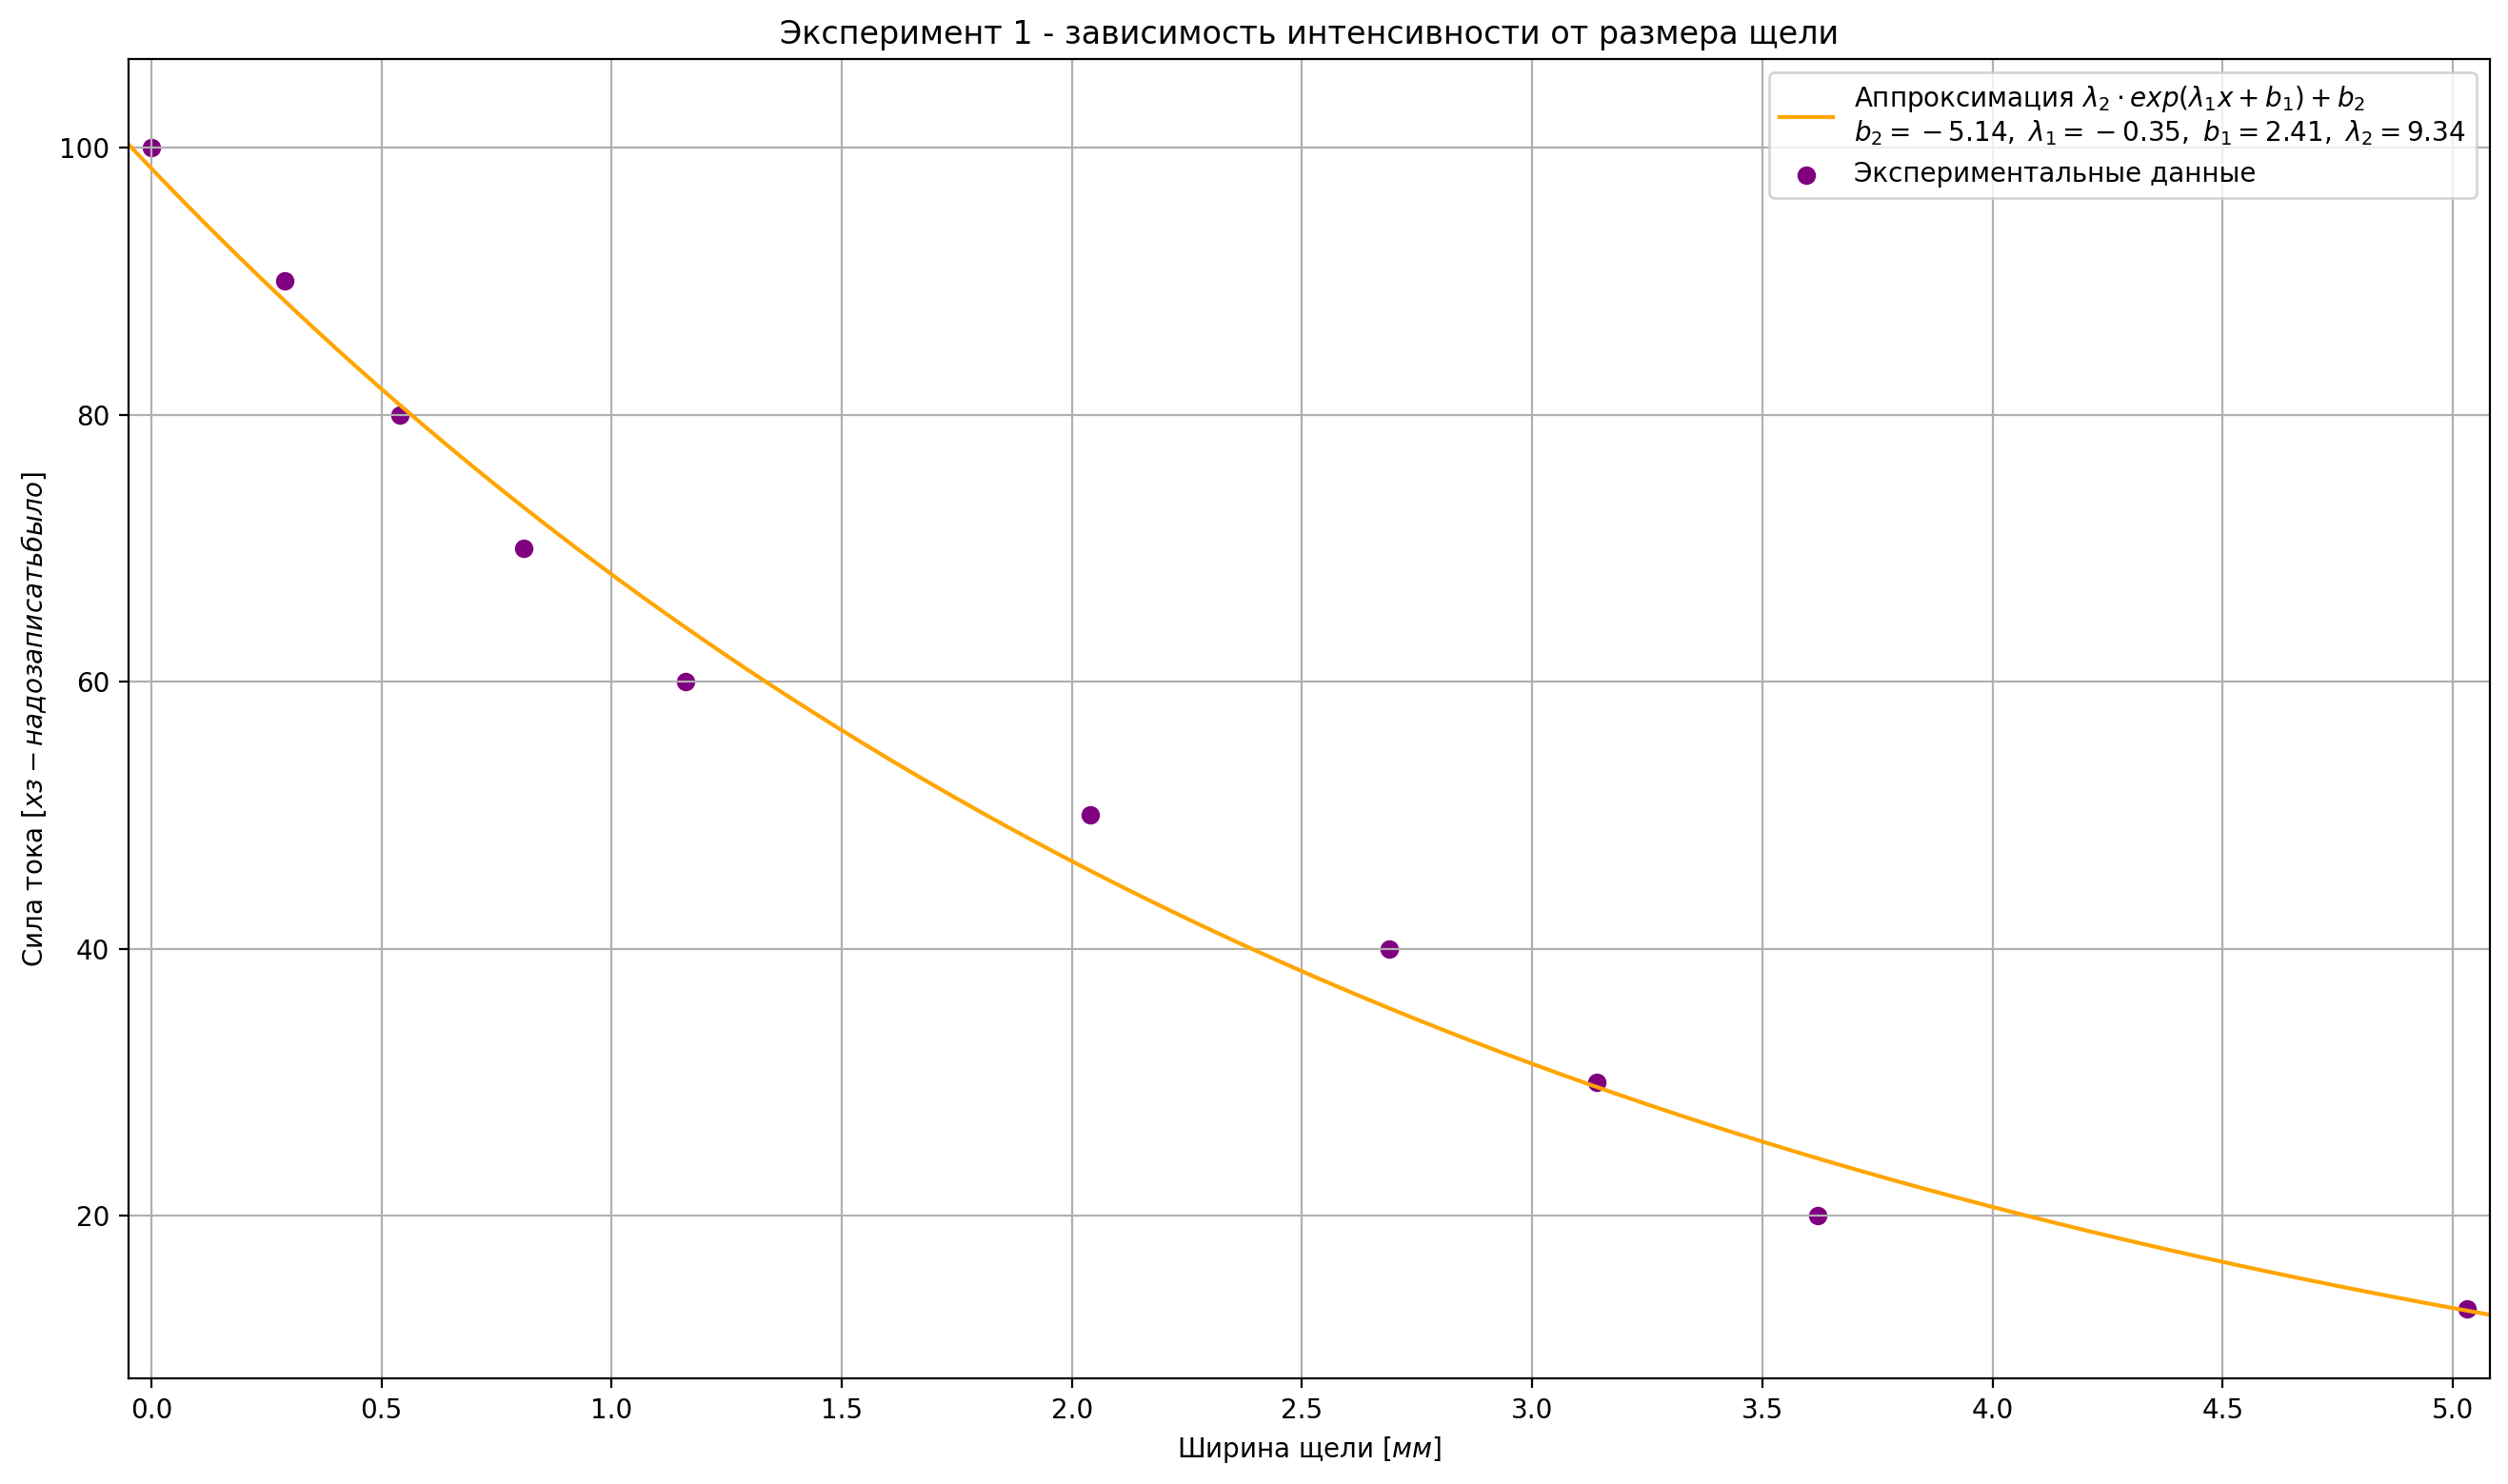 Эксперимент 1 - зависимость интенсивности от размера щели
Аппроксимация λ₂ · exp(λ₁x + b₁) + b₂
b₂ = −5.14, λ₁ = −0.35, b₁ = 2.41, λ₂ = 9.34
Экспериментальные данные
Сила тока [хз − надозаписатьбыло]
100
80
60
40
20
0.0 0.5 1.0 1.5 2.0 2.5 3.0 3.5 4.0 4.5 5.0
Ширина щели [мм]